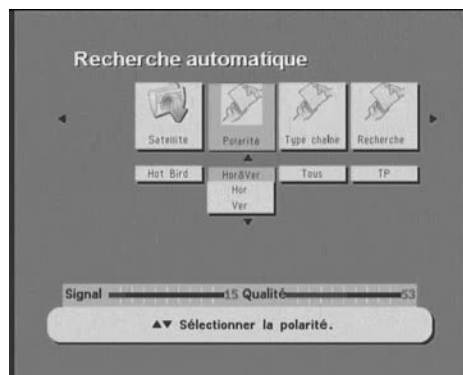 Recherche automatique
Satellite Polarité Type chaîne Recherche
Hot Bird Hor&Ver Tous TP
Hor
Ver
Signal 15 Qualité 53
▲▼ Sélectionner la polarité.